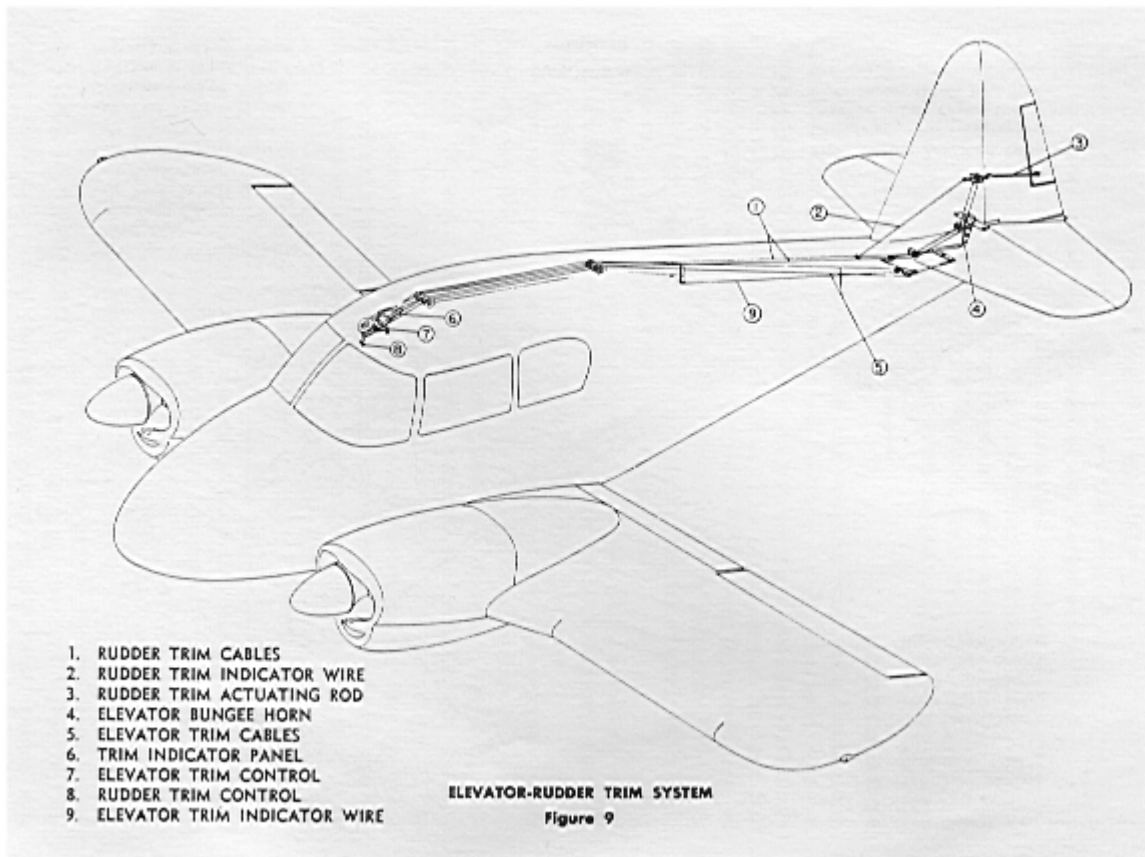 3
1
2
6
9
4
7
8
5
1. RUDDER TRIM CABLES
2. RUDDER TRIM INDICATOR WIRE
3. RUDDER TRIM ACTUATING ROD
4. ELEVATOR BUNGEE HORN
5. ELEVATOR TRIM CABLES
6. TRIM INDICATOR PANEL
7. ELEVATOR TRIM CONTROL
8. RUDDER TRIM CONTROL
9. ELEVATOR TRIM INDICATOR WIRE
ELEVATOR-RUDDER TRIM SYSTEM
Figure 9